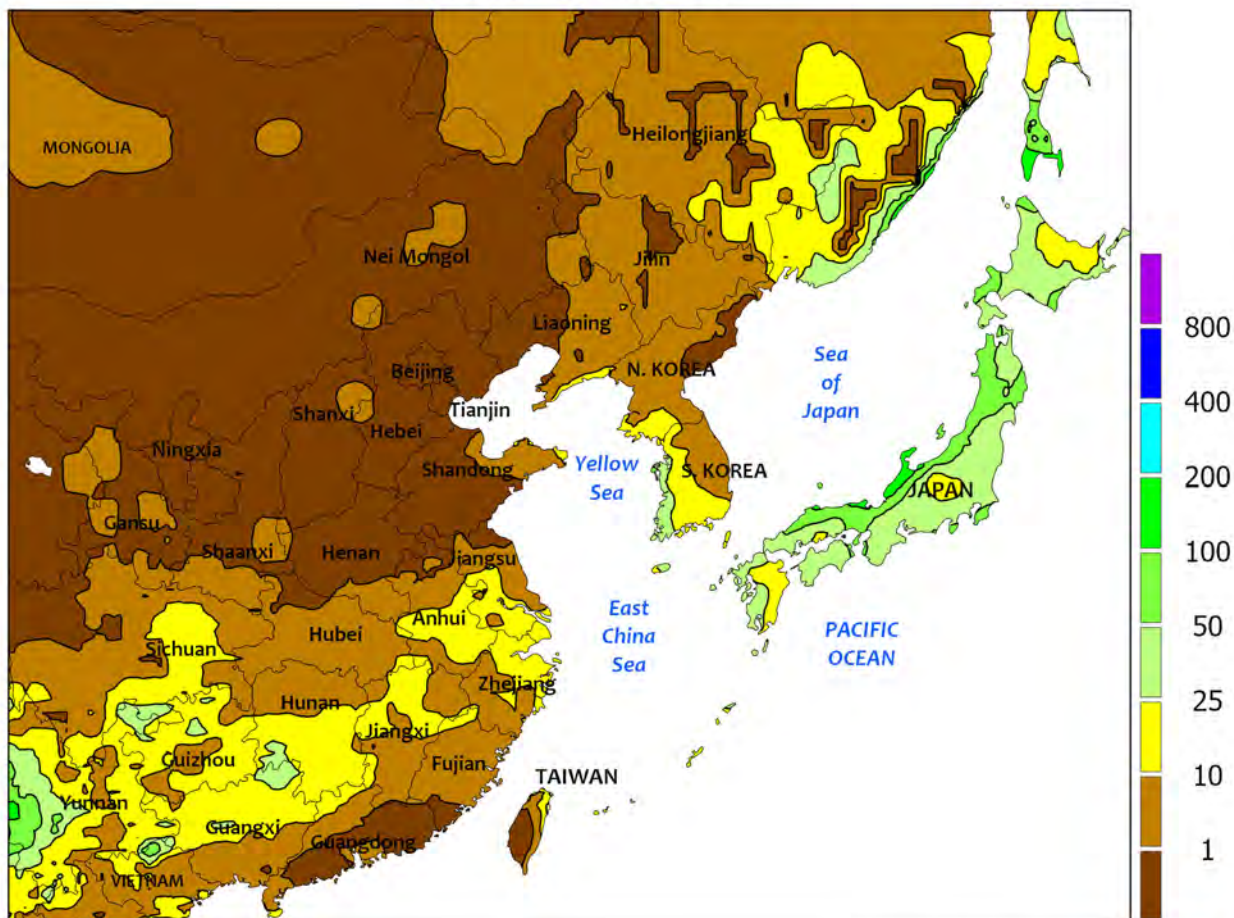 Heilongjiang
MONGOLIA
Nei Mongol
Jilin
Liaoning
Beijing
N. KOREA
Sea
of
Japan
800
400
200
100
50
25
10
1
Shanxi
Tianjin
Hebei
Ningxia
Shandong
Yellow
Sea
S. KOREA
JAPAN
Gansu
Shaanxi
Henan
Jiangsu
Anhui
Hubei
East
China
Sea
PACIFIC
OCEAN
Sichuan
Zhejiang
Hunan
Jiangxi
Guizhou
Fujian
TAIWAN
Yunnan
Guangxi
Guangdong
VIETNAM